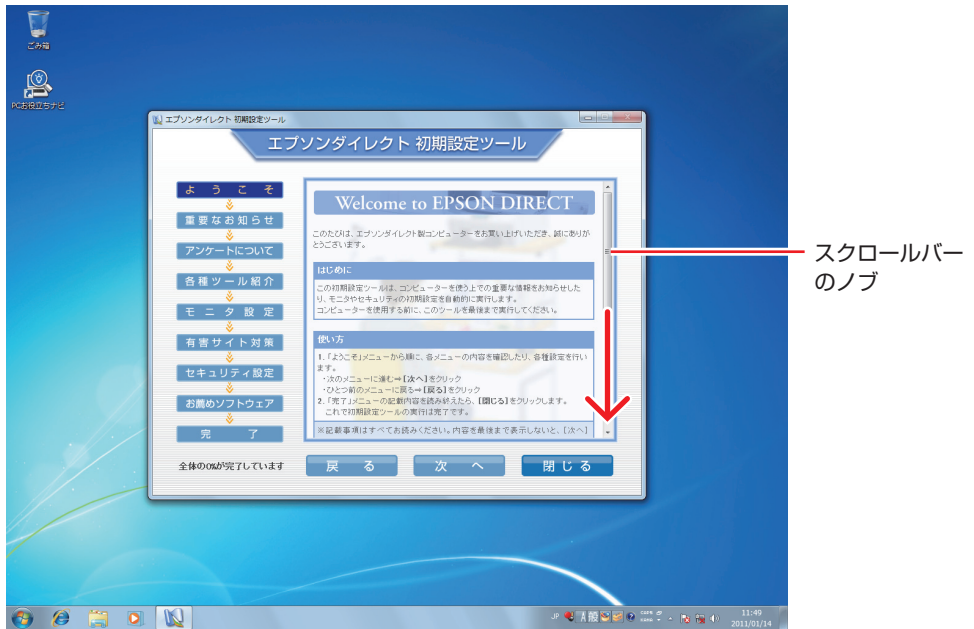 ごみ箱
PCお役立ちナビ
エプソンダイレクト 初期設定ツール
エプソンダイレクト 初期設定ツール
ようこそ
重要なお知らせ
アンケートについて
各種ツール紹介
モニタ設定
有害サイト対策
セキュリティ設定
お薦めソフトウェア
完了
Welcome to EPSON DIRECT
このたびは、エプソンダイレクト製コンピューターをお買い上げいただき、誠にありが
とうございます。
はじめに
この初期設定ツールは、コンピューターを使う上での重要な情報をお知らせした
り、モニタやセキュリティの初期設定を自動的に実行します。
コンピューターを使用する前に、このツールを最後まで実行してください。
使い方
1.「ようこそ」メニューから順に、各メニューの内容を確認したり、各種設定を行い
ます。
・次のメニューに進む⇒【次へ】をクリック
・ひとつ前のメニューに戻る⇒【戻る】をクリック
2.「完了」メニューの記載内容を読み終えたら、【閉じる】をクリックします。
これで初期設定ツールの実行は完了です。
※記載事項はすべてお読みください。内容を最後まで表示しないと、【次へ】
全体の0%が完了しています
戻る
次へ
閉じる
スクロールバー
のノブ
JP
A 般
CAPS
KANA
11:49
2011/01/14